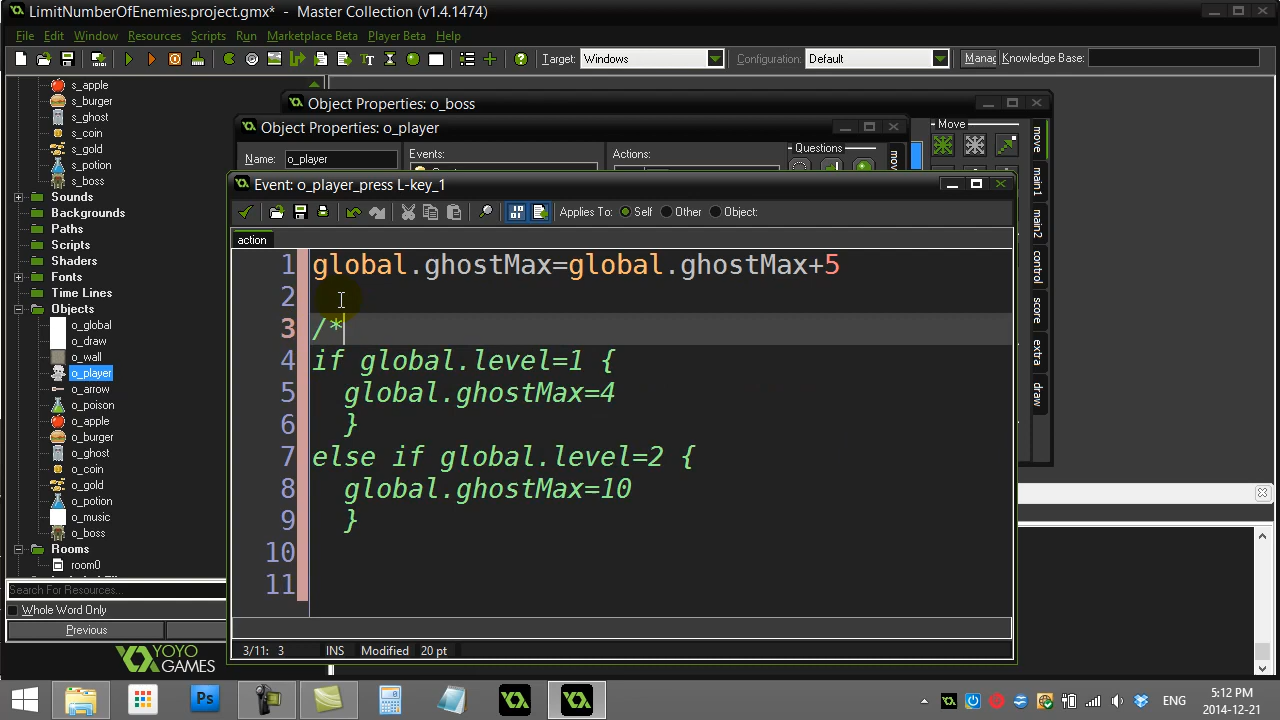 LimitNumberOfEnemies.project.gmx* - Master Collection (v1.4.1474)
File Edit Window Resources Scripts Run Marketplace Beta Player Beta Help
Target: Windows Configuration: Default Manag Knowledge Base:
s_apple
s_burger
s_ghost
s_coin
s_gold
s_potion
s_boss
Sounds
Backgrounds
Paths
Scripts
Shaders
Fonts
Time Lines
Objects
o_global
o_draw
o_wall
o_player
o_arrow
o_poison
o_apple
o_burger
o_ghost
o_coin
o_gold
o_potion
o_music
o_boss
Rooms
room0
Search For Resources...
Whole Word Only
Previous
YOYO
GAMES
Object Properties: o_boss
Object Properties: o_player
Name: o_player Events: Actions:
Move
Questions
move
main1
main2
control
score
extra
draw
Event: o_player_press L-key_1
Applies To: Self Other Object:
action
1 global.ghostMax=global.ghostMax+5
2
3 /*
4 if global.level=1 {
5 global.ghostMax=4
6 }
7 else if global.level=2 {
8 global.ghostMax=10
9 }
10
11
3/11: 3 INS Modified 20 pt
Ps
ENG
5:12 PM
2014-12-21